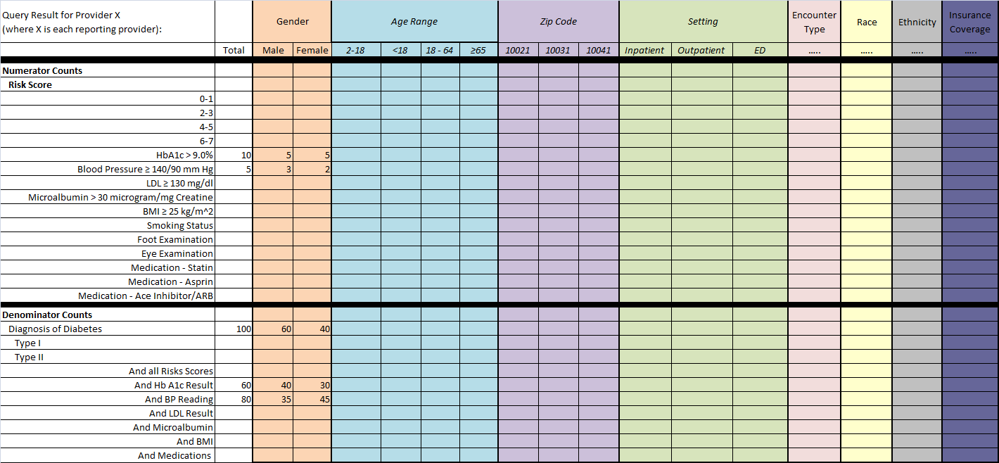 Query Result for Provider X
(where X is each reporting provider):
Gender
Age Range
Zip Code
Setting
Encounter
Type
Race
Ethnicity
Insurance
Coverage
Total Male Female 2-18 <18 18 - 64 ≥65 10021 10031 10041 Inpatient Outpatient ED ..... ..... ..... .....
Numerator Counts
Risk Score
0-1
2-3
4-5
6-7
HbA1c > 9.0% 10 5 5
Blood Pressure ≥ 140/90 mm Hg 5 3 2
LDL ≥ 130 mg/dl
Microalbumin > 30 microgram/mg Creatine
BMI ≥ 25 kg/m^2
Smoking Status
Foot Examination
Eye Examination
Medication - Statin
Medication - Asprin
Medication - Ace Inhibitor/ARB
Denominator Counts
Diagnosis of Diabetes 100 60 40
Type I
Type II
And all Risks Scores
And Hb A1c Result 60 40 30
And BP Reading 80 35 45
And LDL Result
And Microalbumin
And BMI
And Medications